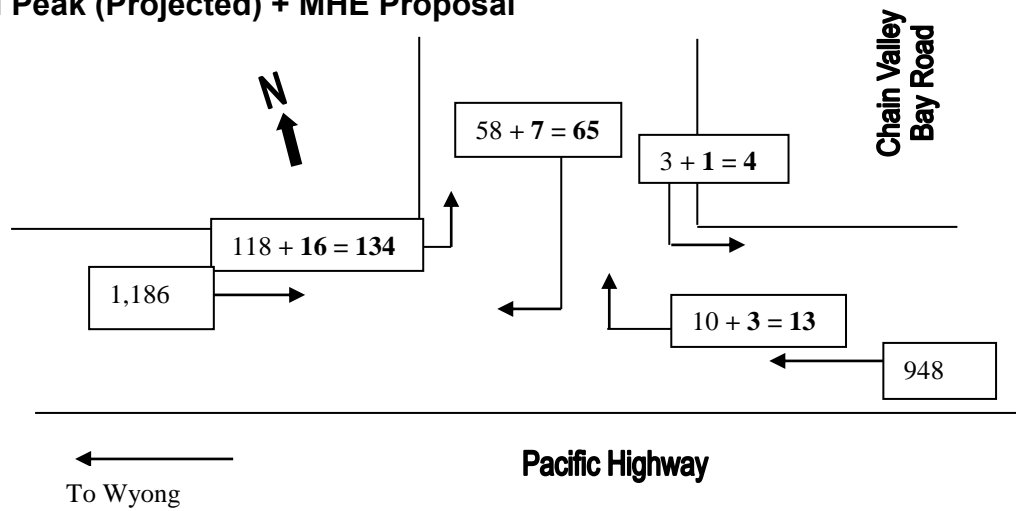 Peak (Projected) + MHE Proposal
Chain Valley
Bay Road
N
58 + 7 = 65
3 + 1 = 4
118 + 16 = 134
1,186
10 + 3 = 13
948
Pacific Highway
To Wyong